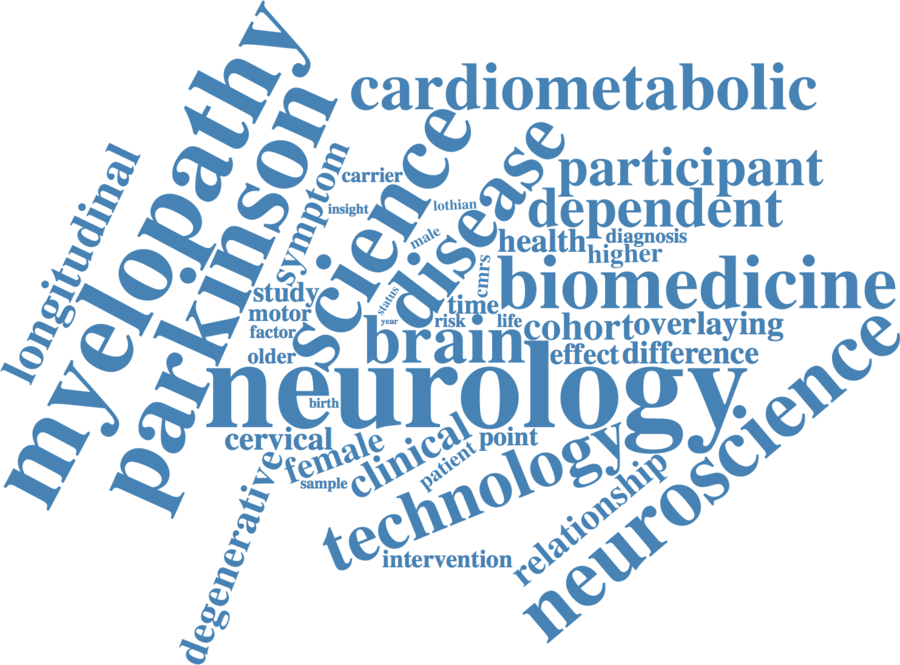 myelopathy
parkinson
longitudinal
cardiometabolic
science
disease
symptom
carrier
insight
lothian
male
participant
dependent
health
diagnosis
higher
cmrs
status
year
study
motor
factor
older
time
risk
life
biomedicine
cohort
overlaying
brain
effect
difference
neurology
birth
neuroscience
cervical
female
sample
clinical
patient
point
technology
degenerative
intervention
relationship